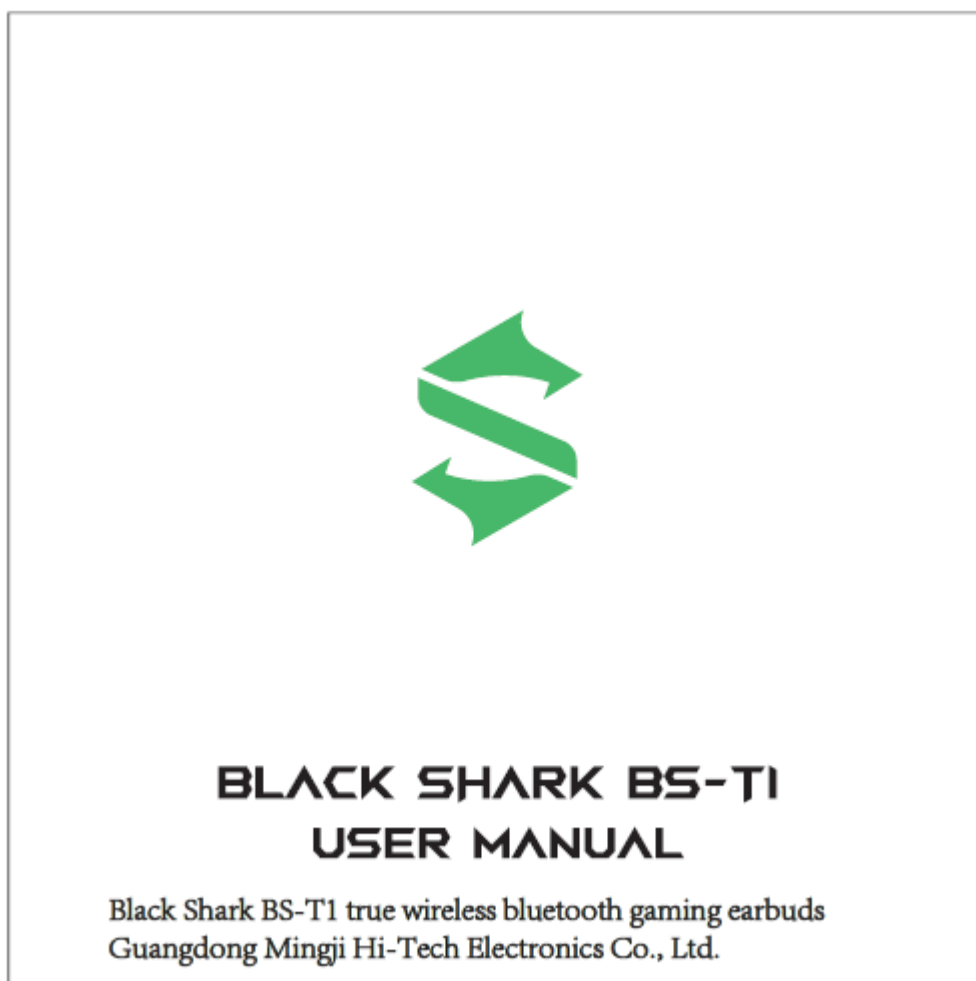 BLACK SHARK BS-T1
USER MANUAL
Black Shark BS-T1 true wireless bluetooth gaming earbuds
Guangdong Mingji Hi-Tech Electronics Co., Ltd.